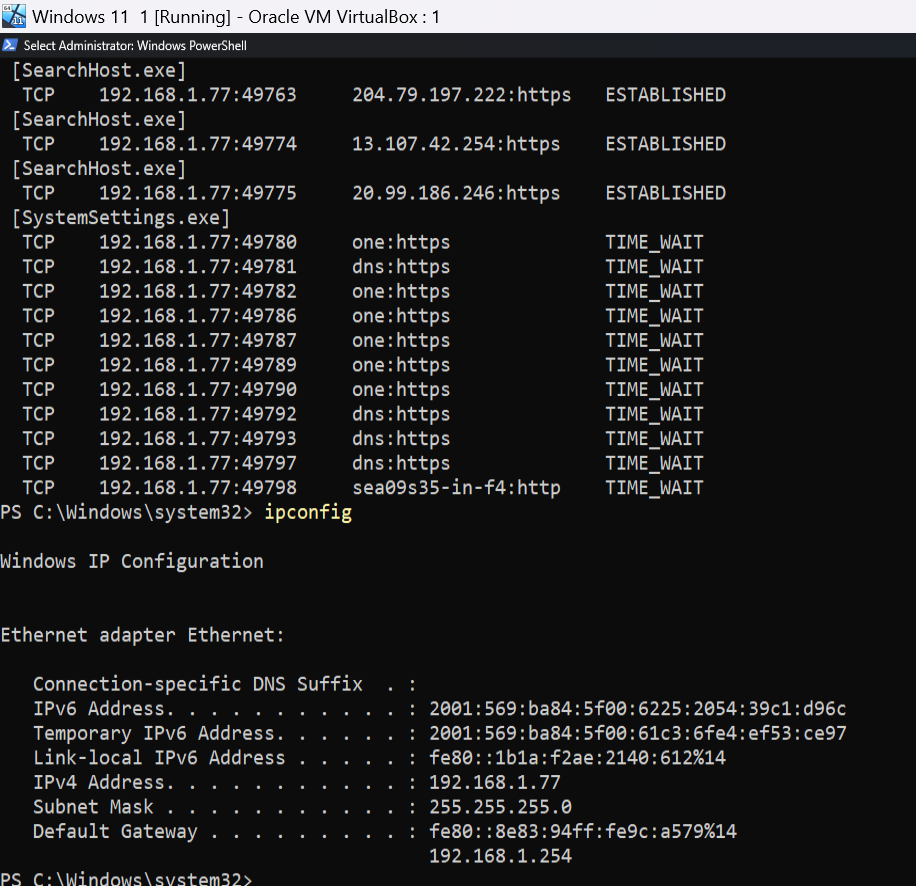 Windows 11  1 [Running] - Oracle VM VirtualBox : 1
Select Administrator: Windows PowerShell
[SearchHost.exe]
TCP    192.168.1.77:49763     204.79.197.222:https   ESTABLISHED
[SearchHost.exe]
TCP    192.168.1.77:49774     13.107.42.254:https    ESTABLISHED
[SearchHost.exe]
TCP    192.168.1.77:49775     20.99.186.246:https    ESTABLISHED
[SystemSettings.exe]
TCP    192.168.1.77:49780     one:https              TIME_WAIT
TCP    192.168.1.77:49781     dns:https              TIME_WAIT
TCP    192.168.1.77:49782     one:https              TIME_WAIT
TCP    192.168.1.77:49786     one:https              TIME_WAIT
TCP    192.168.1.77:49787     one:https              TIME_WAIT
TCP    192.168.1.77:49789     one:https              TIME_WAIT
TCP    192.168.1.77:49790     one:https              TIME_WAIT
TCP    192.168.1.77:49792     dns:https              TIME_WAIT
TCP    192.168.1.77:49793     dns:https              TIME_WAIT
TCP    192.168.1.77:49797     dns:https              TIME_WAIT
TCP    192.168.1.77:49798     sea09s35-in-f4:http    TIME_WAIT
PS C:\Windows\system32> ipconfig
Windows IP Configuration
Ethernet adapter Ethernet:
Connection-specific DNS Suffix  . :
IPv6 Address. . . . . . . . . . . : 2001:569:ba84:5f00:6225:2054:39c1:d96c
Temporary IPv6 Address. . . . . . : 2001:569:ba84:5f00:61c3:6fe4:ef53:ce97
Link-local IPv6 Address . . . . . : fe80::1b1a:f2ae:2140:612%14
IPv4 Address. . . . . . . . . . . : 192.168.1.77
Subnet Mask . . . . . . . . . . . : 255.255.255.0
Default Gateway . . . . . . . . . : fe80::8e83:94ff:fe9c:a579%14
192.168.1.254
PS C:\Windows\system32>